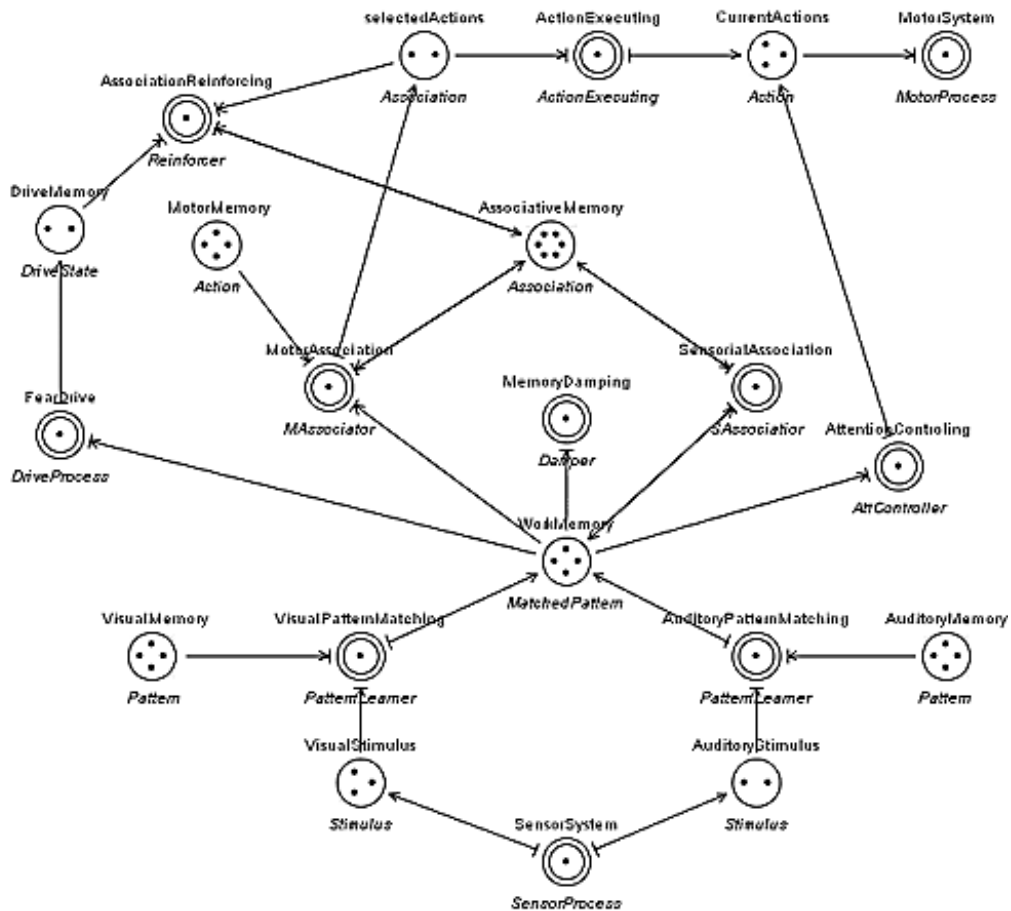 selectedActions
ActionExecuting
CurrentActions
MotorSystem
AssociationReinforcing
Association
ActionExecuting
Action
MotorProcess
Reinforcer
DriveMemory
MotorMemory
AssociativeMemory
DriveState
Action
Association
MotorAssociation
SensorialAssociation
MemoryDamping
FearDrive
MAssociator
SAssociatior
AttentionControling
DriveProcess
Damper
AttController
WorkMemory
MatchedPattern
VisualMemory
VisualPatternMatching
AuditoryPatternMatching
AuditoryMemory
Pattern
PatternLearner
PatternLearner
Pattern
VisualStimulus
AuditoryStimulus
Stimulus
SensorSystem
Stimulus
SensorProcess